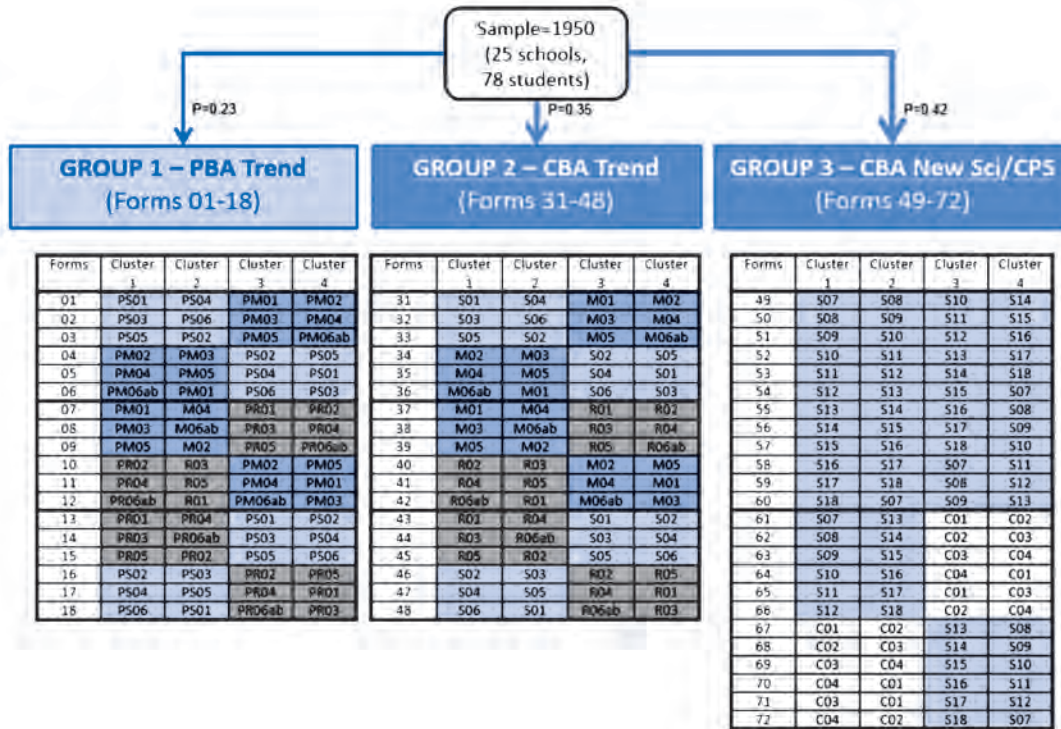 Sample=1950
(25 schools,
78 students)
P=0.23
P=0.35
P=0.42
GROUP 1 – PBA Trend
(Forms 01-18)
GROUP 2 – CBA Trend
(Forms 31-48)
GROUP 3 – CBA New Sci/CPS
(Forms 49-72)
Forms Cluster 1 Cluster 2 Cluster 3 Cluster 4
01 PS01 PS04 PM01 PM02
02 PS03 PS06 PM03 PM04
03 PS05 PS02 PM05 PM06ab
04 PM02 PM03 PS02 PS05
05 PM04 PM05 PS04 PS01
06 PM06ab PM01 PS06 PS03
07 PM01 M04 PR01 PR02
08 PM03 M06ab PR03 PR04
09 PM05 M02 PR05 PR06ab
10 PR02 R03 PM02 PM05
11 PR04 R05 PM04 PM01
12 PR06ab R01 PM06ab PM03
13 PR01 PR04 PS01 PS02
14 PR03 PR06ab PS03 PS04
15 PR05 PR02 PS05 PS06
16 PS02 PS03 PR02 PR05
17 PS04 PS05 PR04 PR01
18 PS06 PS01 PR06ab PR03
Forms Cluster 1 Cluster 2 Cluster 3 Cluster 4
31 S01 S04 M01 M02
32 S03 S06 M03 M04
33 S05 S02 M05 M06ab
34 M02 M03 S02 S05
35 M04 M05 S04 S01
36 M06ab M01 S06 S03
37 M01 M04 R01 R02
38 M03 M06ab R03 R04
39 M05 M02 R05 R06ab
40 R02 R03 M02 M05
41 R04 R05 M04 M01
42 R06ab R01 M06ab M03
43 R01 R04 S01 S02
44 R03 R06ab S03 S04
45 R05 R02 S05 S06
46 S02 S03 R02 R05
47 S04 S05 R04 R01
48 S06 S01 R06ab R03
Forms Cluster 1 Cluster 2 Cluster 3 Cluster 4
49 S07 S08 S10 S14
50 S08 S09 S11 S15
51 S09 S10 S12 S16
52 S10 S11 S13 S17
53 S11 S12 S14 S18
54 S12 S13 S15 S07
55 S13 S14 S16 S08
56 S14 S15 S17 S09
57 S15 S16 S18 S10
58 S16 S17 S07 S11
59 S17 S18 S08 S12
60 S18 S07 S09 S13
61 S07 S13 C01 C02
62 S08 S14 C02 C03
63 S09 S15 C03 C04
64 S10 S16 C04 C01
65 S11 S17 C01 C03
66 S12 S18 C02 C04
67 C01 C02 S13 S08
68 C02 C03 S14 S09
69 C03 C04 S15 S10
70 C04 C01 S16 S11
71 C03 C01 S17 S12
72 C04 C02 S18 S07